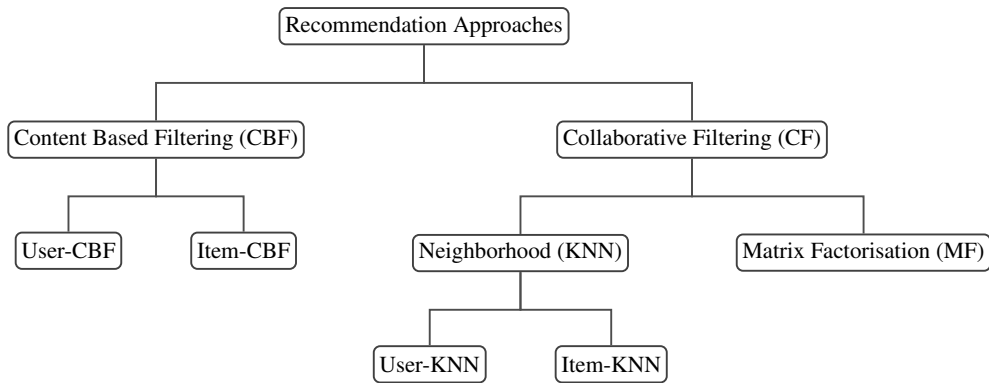 Recommendation Approaches
Content Based Filtering (CBF)
Collaborative Filtering (CF)
User-CBF
Item-CBF
Neighborhood (KNN)
Matrix Factorisation (MF)
User-KNN
Item-KNN